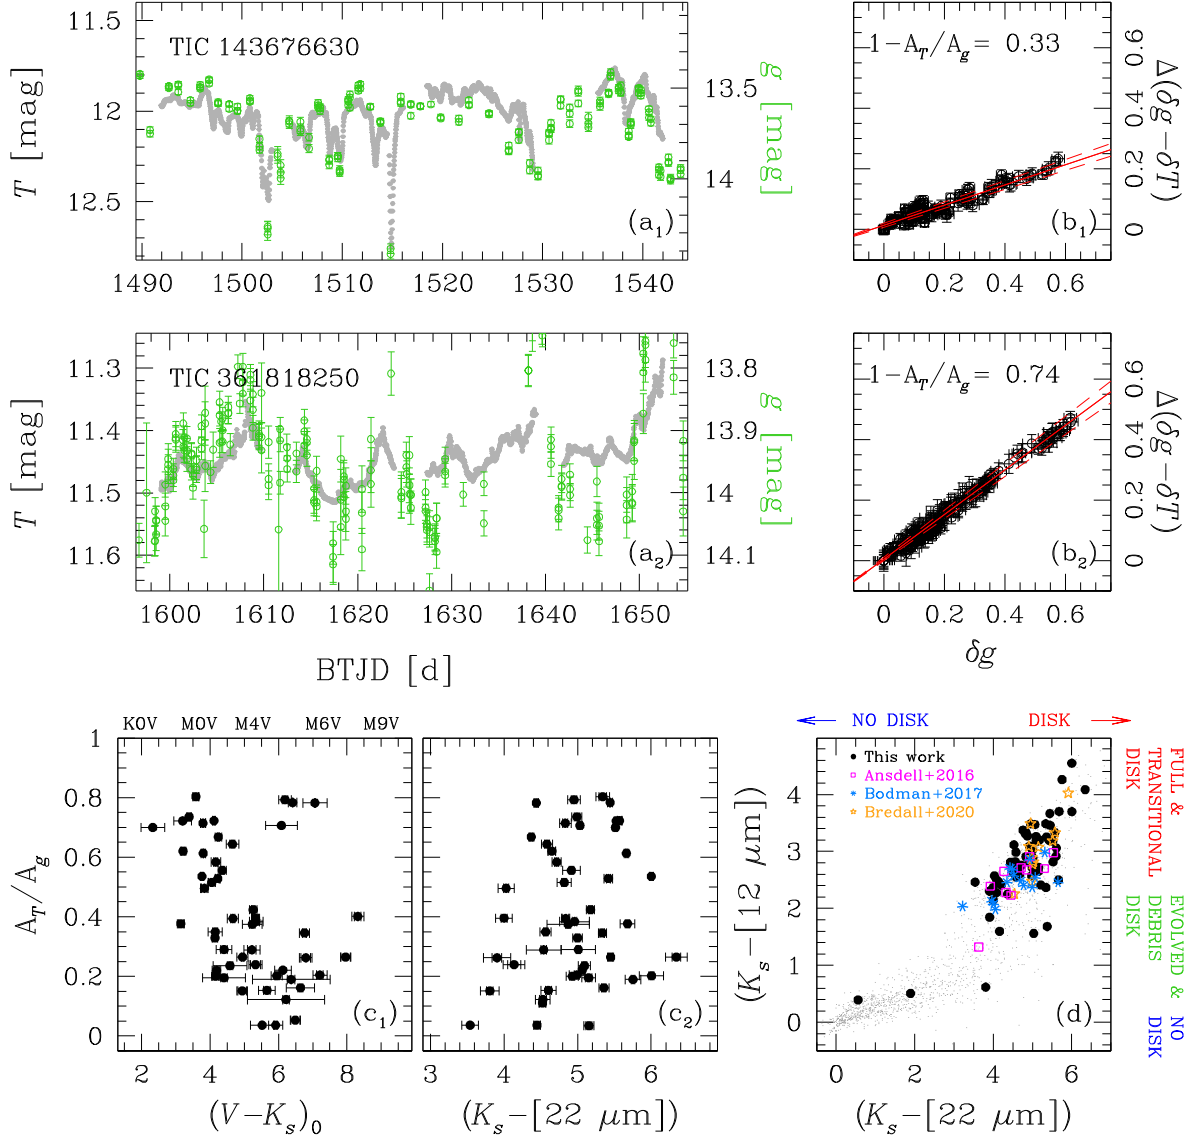 11.5
12
12.5
T [mag]
TIC 143676630
(a1)
13.5
14
g [mag]
1490 1500 1510 1520 1530 1540
1−AT/Ag= 0.33
(b1)
0.6
0.4
0.2
0
Δ(δg − δT)
0 0.2 0.4 0.6
11.3
11.4
11.5
11.6
T [mag]
TIC 361818250
(a2)
13.8
13.9
14
14.1
g [mag]
1600 1610 1620 1630 1640 1650
BTJD [d]
1−AT/Ag= 0.74
(b2)
0.6
0.4
0.2
0
Δ(δg − δT)
0 0.2 0.4 0.6
δg
K0V M0V M4V M6V M9V
1
0.8
0.6
0.4
0.2
0
AT/Ag
(c1)
2 4 6 8
(V−Ks)0
(c2)
3 4 5 6
(Ks−[22 μm])
NO DISK
DISK
This work
Ansdell+2016
Bodman+2017
Bredall+2020
4
3
2
1
0
(Ks−[12 μm])
(d)
0 2 4 6
(Ks−[22 μm])
FULL &
TRANSITIONAL
DISK
EVOLVED &
DEBRIS
DISK
NO
DISK